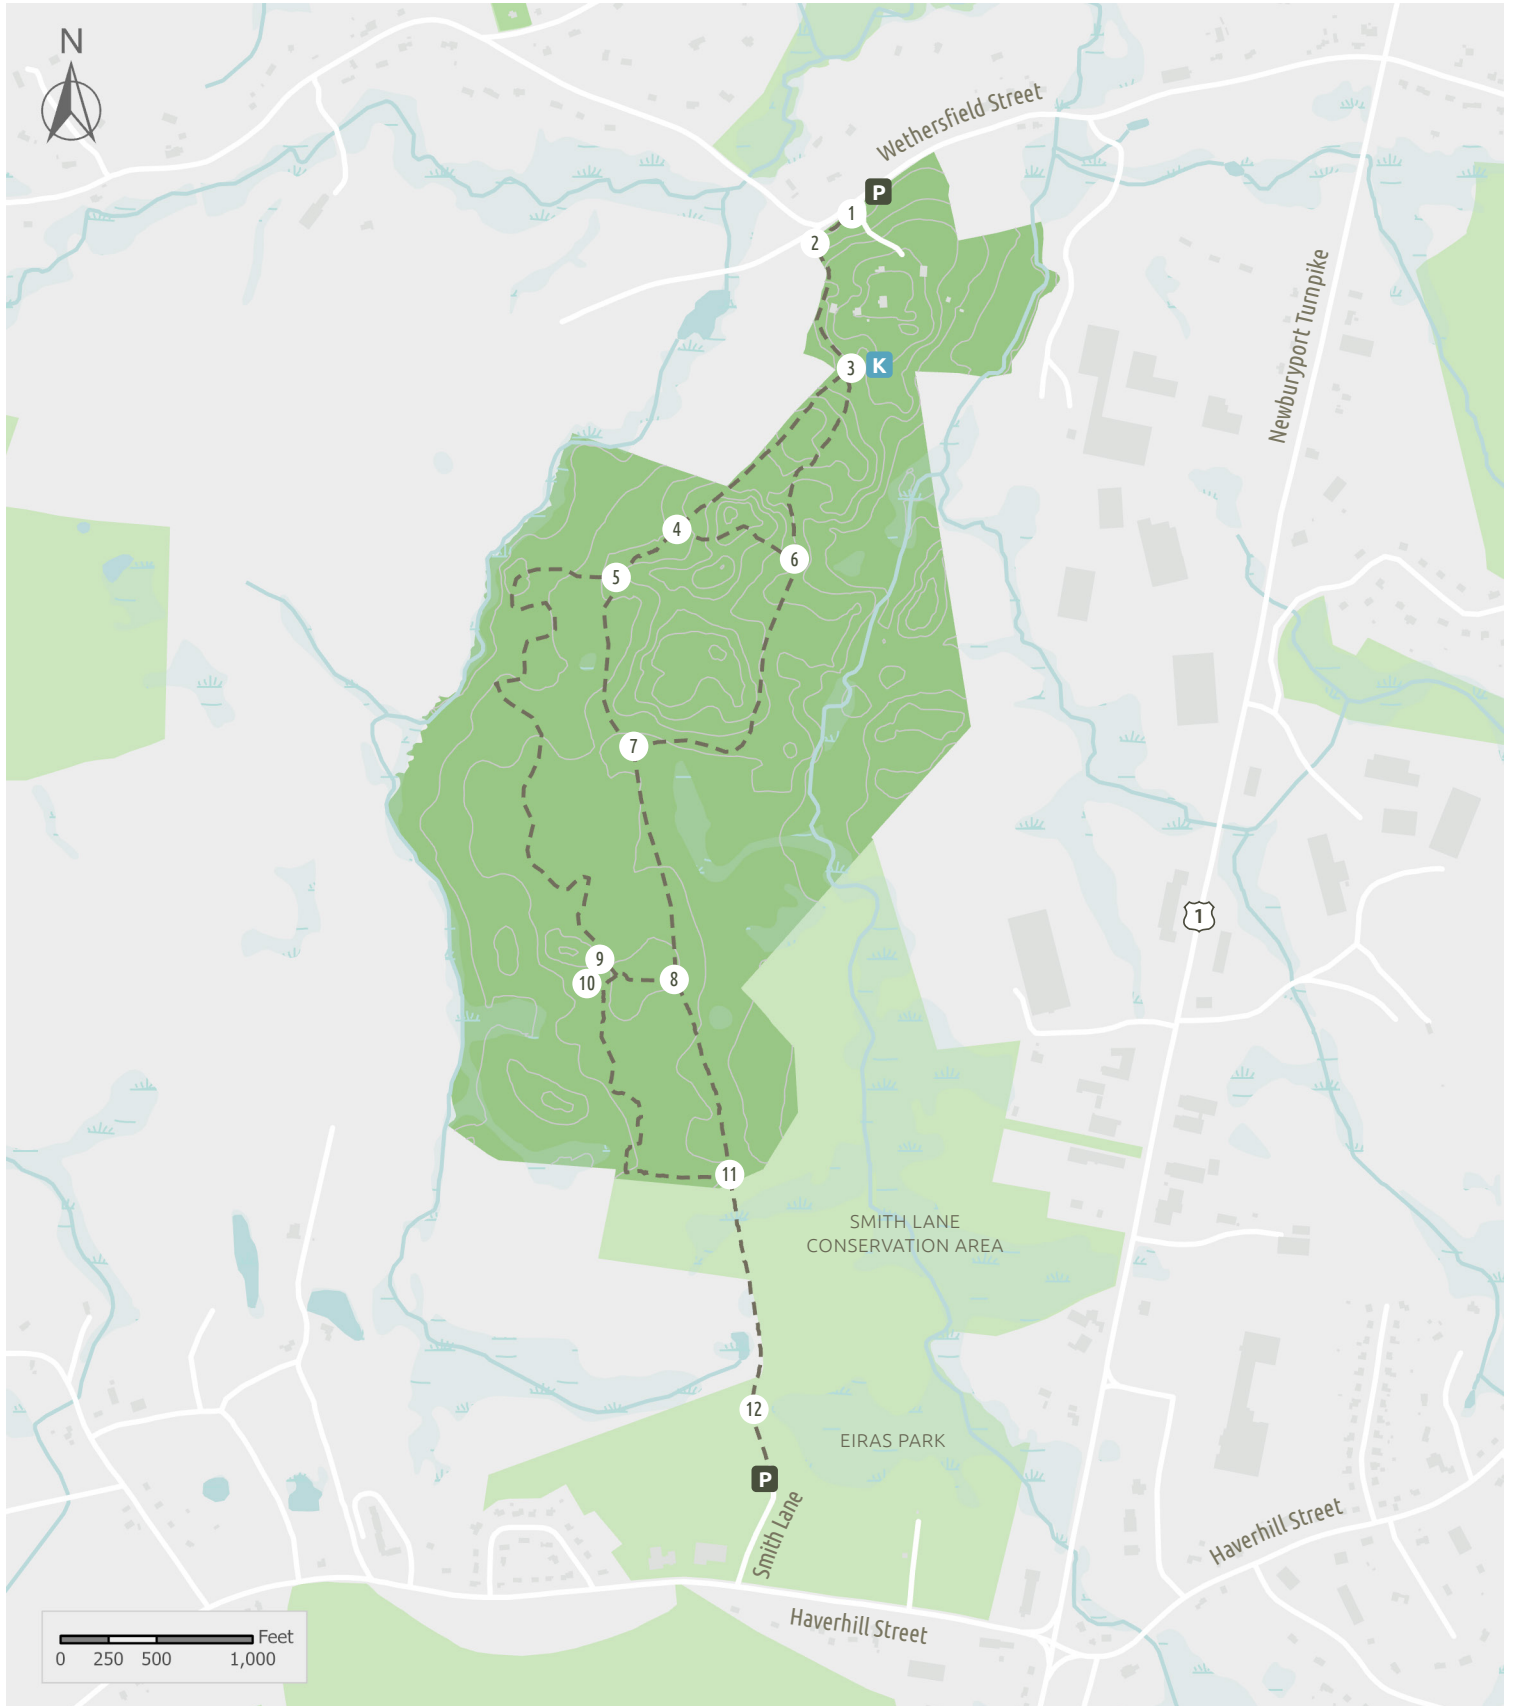 N
Wethersfield Street
P
1
2
Newburyport Turnpike
3
K
4
6
5
7
1
9
8
10
11
SMITH LANE
CONSERVATION AREA
12
EIRAS PARK
P
Smith Lane
Haverhill Street
Haverhill Street
Feet
0 250 500 1,000